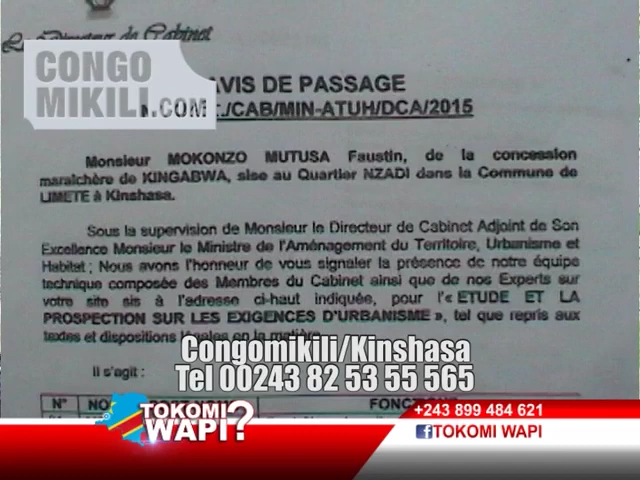 Le Directeur de Cabinet
CONGO
MIKILI.COM
AVIS DE PASSAGE
/CAB/MIN-ATUH/DCA/2015
Monsieur MOKONZO MUTUSA Faustin, de la concession
maraîchère de KINGABWA, sise au Quartier NZADI dans la Commune de
LIMETE à Kinshasa.
Sous la supervision de Monsieur le Directeur de Cabinet Adjoint de Son
Excellence Monsieur le Ministre de l'Aménagement du Territoire, Urbanisme et
Habitat ; Nous avons l'honneur de vous signaler la présence de notre équipe
technique composée des Membres du Cabinet ainsi que de nos Experts sur
votre site sis à l'adresse ci-haut indiquée, pour l'« ETUDE ET LA
PROSPECTION SUR LES EXIGENCES D'URBANISME », tel que repris aux
textes et dispositions légales en la matière
Congomikili/Kinshasa
Il s'agit :
Tel 00243 82 53 55 565
N°
TOKOMI
WAPI?
+243 899 484 621
TOKOMI WAPI